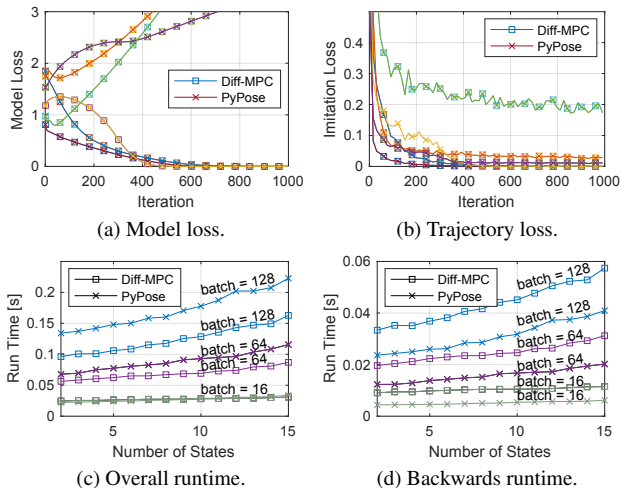 3
2
1
0
Model Loss
Diff-MPC
PyPose
0 200 400 600 800 1000
Iteration
(a) Model loss.
0.4
0.3
0.2
0.1
0
Imitation Loss
Diff-MPC
PyPose
0 200 400 600 800 1000
Iteration
(b) Trajectory loss.
0.2
0.15
0.1
0.05
0
Run Time [s]
Diff-MPC
PyPose
batch = 128
batch = 128
batch = 64
batch = 64
batch = 16
5 10 15
Number of States
(c) Overall runtime.
0.06
0.04
0.02
0
Run Time [s]
Diff-MPC
PyPose
batch = 128
batch = 128
batch = 64
batch = 64
batch = 16
batch = 16
5 10 15
Number of States
(d) Backwards runtime.